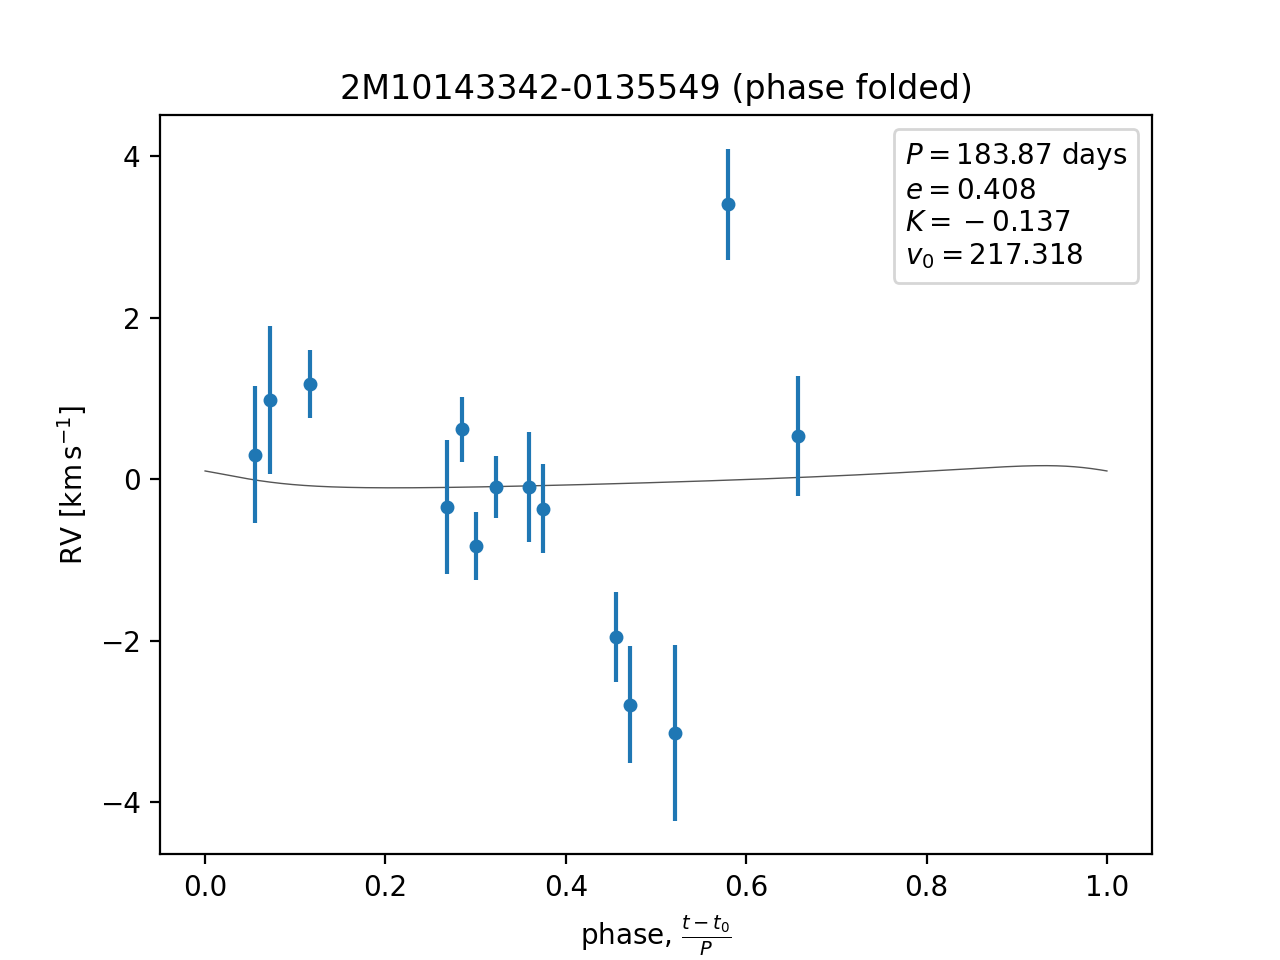 2M10143342-0135549 (phase folded)
P = 183.87 days
e = 0.408
K = −0.137
v₀ = 217.318
RV [km s⁻¹]
4
2
0
−2
−4
0.0 0.2 0.4 0.6 0.8 1.0
phase, (t − t₀)/P